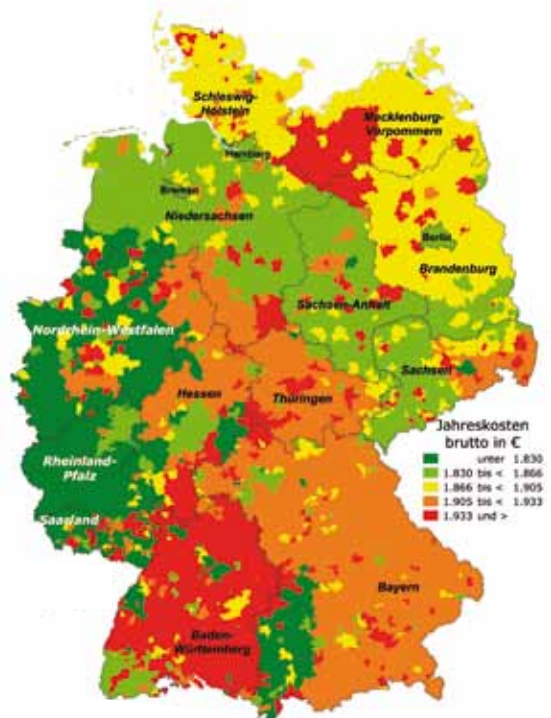 Schleswig-
Holstein
Mecklenburg-
Vorpommern
Hamburg
Bremen
Niedersachsen
Berlin
Brandenburg
Sachsen-Anhalt
Nordrhein-Westfalen
Sachsen
Hessen
Thüringen
Rheinland-
Pfalz
Saarland
Bayern
Baden-
Württemberg
Jahreskosten
brutto in €
unter 1.830
1.830 bis < 1.866
1.866 bis < 1.905
1.905 bis < 1.933
1.933 und >